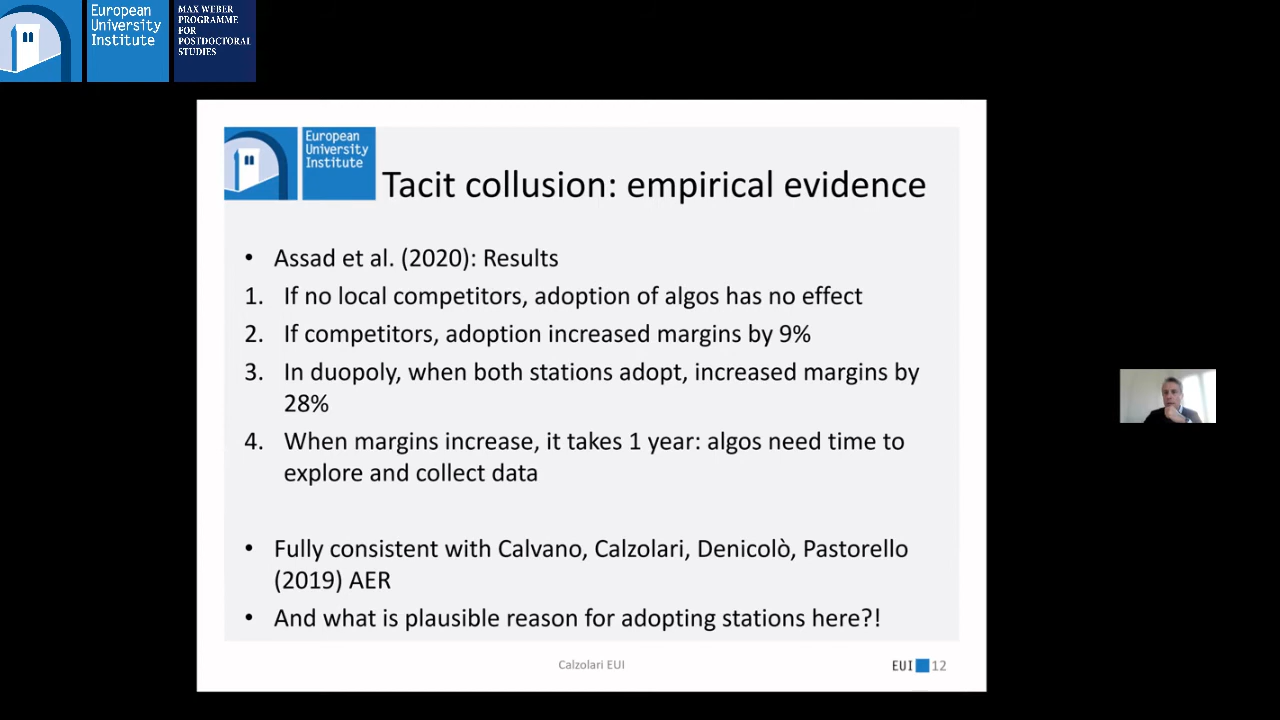 European
University
Institute
MAX WEBER
PROGRAMME
FOR
POSTDOCTORAL
STUDIES
European
University
Institute
Tacit collusion: empirical evidence
• Assad et al. (2020): Results
1. If no local competitors, adoption of algos has no effect
2. If competitors, adoption increased margins by 9%
3. In duopoly, when both stations adopt, increased margins by
28%
4. When margins increase, it takes 1 year: algos need time to
explore and collect data
• Fully consistent with Calvano, Calzolari, Denicolò, Pastorello
(2019) AER
• And what is plausible reason for adopting stations here?!
Calzolari EUI
EUI 12